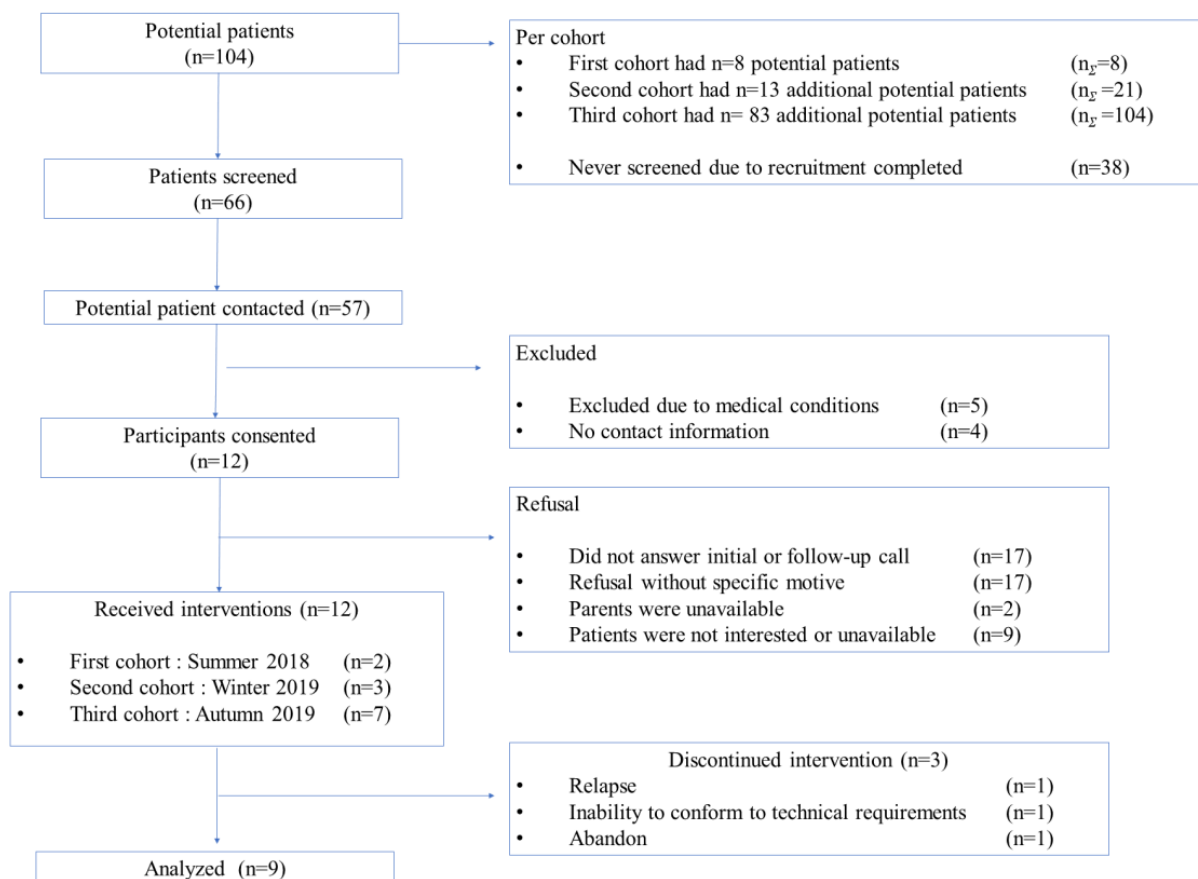 Potential patients
(n=104)
Per cohort
• First cohort had n=8 potential patients (nΣ=8)
• Second cohort had n=13 additional potential patients (nΣ =21)
• Third cohort had n= 83 additional potential patients (nΣ =104)
• Never screened due to recruitment completed (n=38)
Patients screened
(n=66)
Potential patient contacted (n=57)
Excluded
• Excluded due to medical conditions (n=5)
• No contact information (n=4)
Participants consented
(n=12)
Refusal
• Did not answer initial or follow-up call (n=17)
• Refusal without specific motive (n=17)
• Parents were unavailable (n=2)
• Patients were not interested or unavailable (n=9)
Received interventions (n=12)
• First cohort : Summer 2018 (n=2)
• Second cohort : Winter 2019 (n=3)
• Third cohort : Autumn 2019 (n=7)
Discontinued intervention (n=3)
• Relapse (n=1)
• Inability to conform to technical requirements (n=1)
• Abandon (n=1)
Analyzed (n=9)